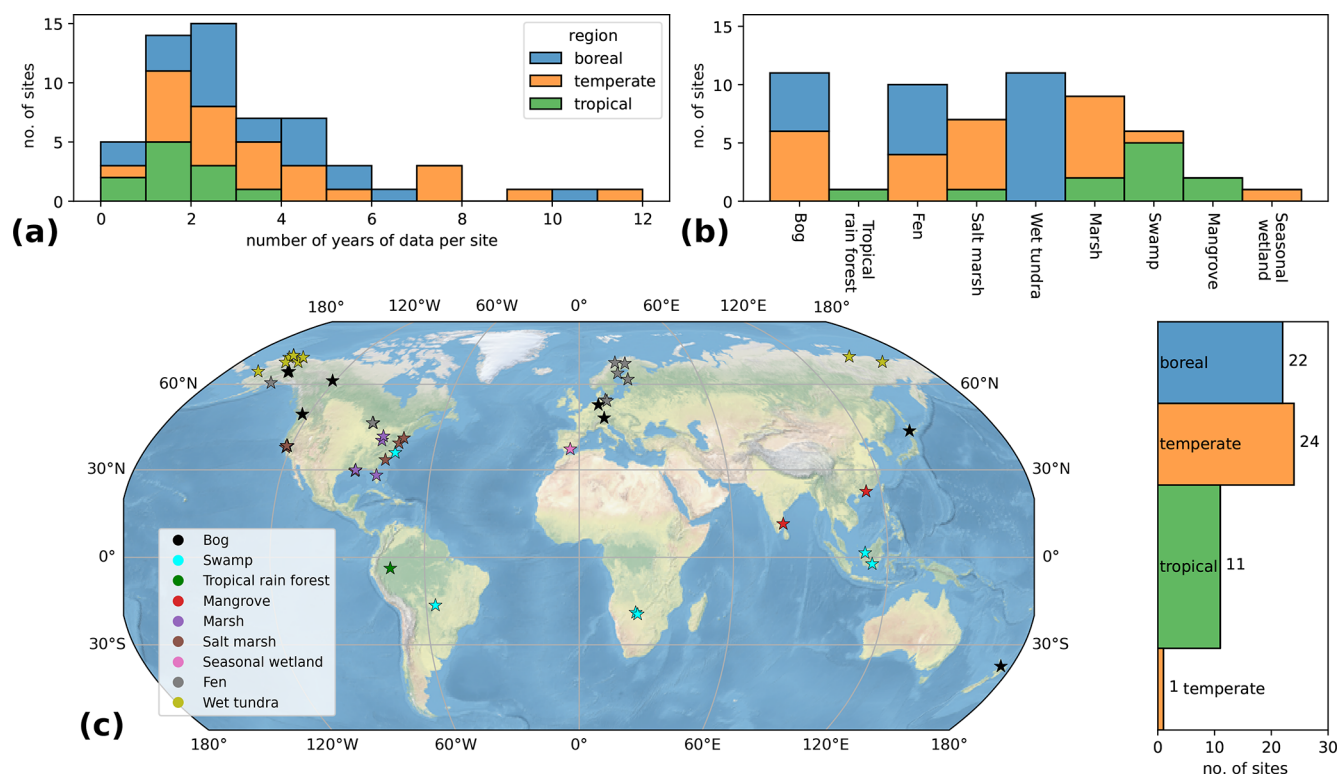 15
10
5
0
no. of sites
region
boreal
temperate
tropical
0 2 4 6 8 10 12
number of years of data per site
(a)
15
10
5
0
no. of sites
Bog
Tropical
rain forest
Fen
Salt marsh
Wet tundra
Marsh
Swamp
Mangrove
Seasonal
wetland
(b)
180° 120°W 60°W 0° 60°E 120°E 180°
60°N 60°N
30°N 30°N
0° 0°
30°S 30°S
Bog
Swamp
Tropical rain forest
Mangrove
Marsh
Salt marsh
Seasonal wetland
Fen
Wet tundra
(c)
180° 120°W 60°W 0° 60°E 120°E 180°
boreal 22
temperate 24
tropical 11
1 temperate
0 10 20 30
no. of sites